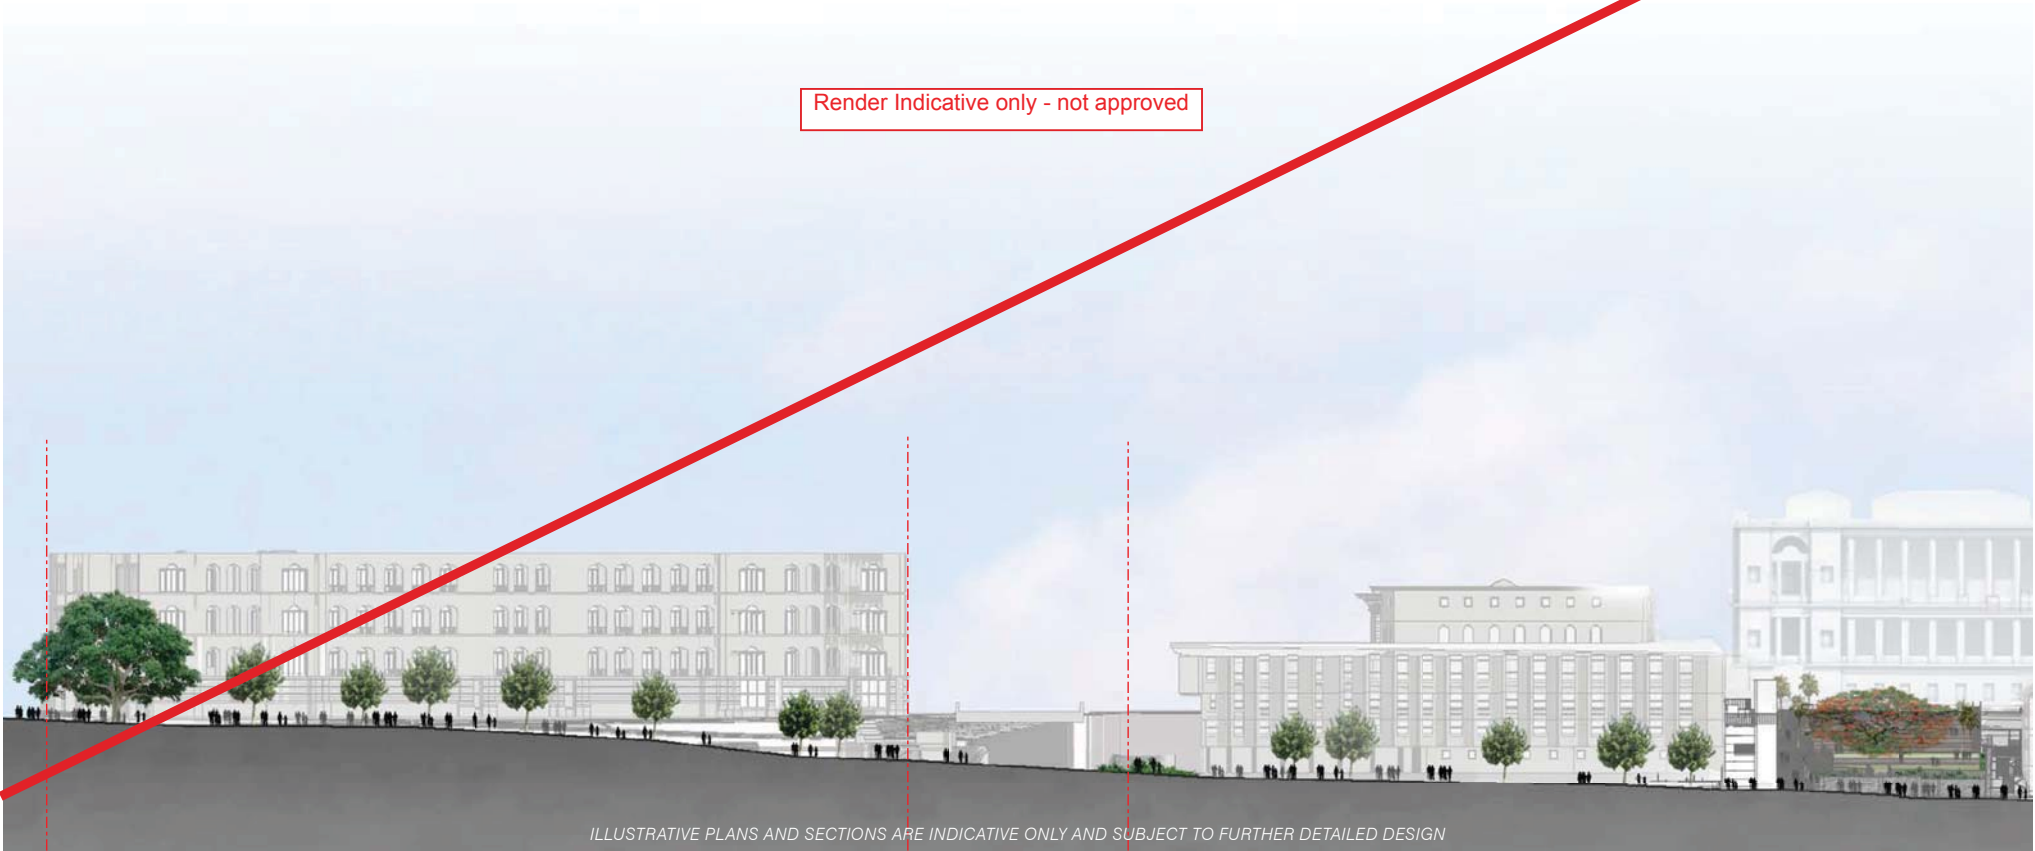 Render Indicative only - not approved
ILLUSTRATIVE PLANS AND SECTIONS ARE INDICATIVE ONLY AND SUBJECT TO FURTHER DETAILED DESIGN